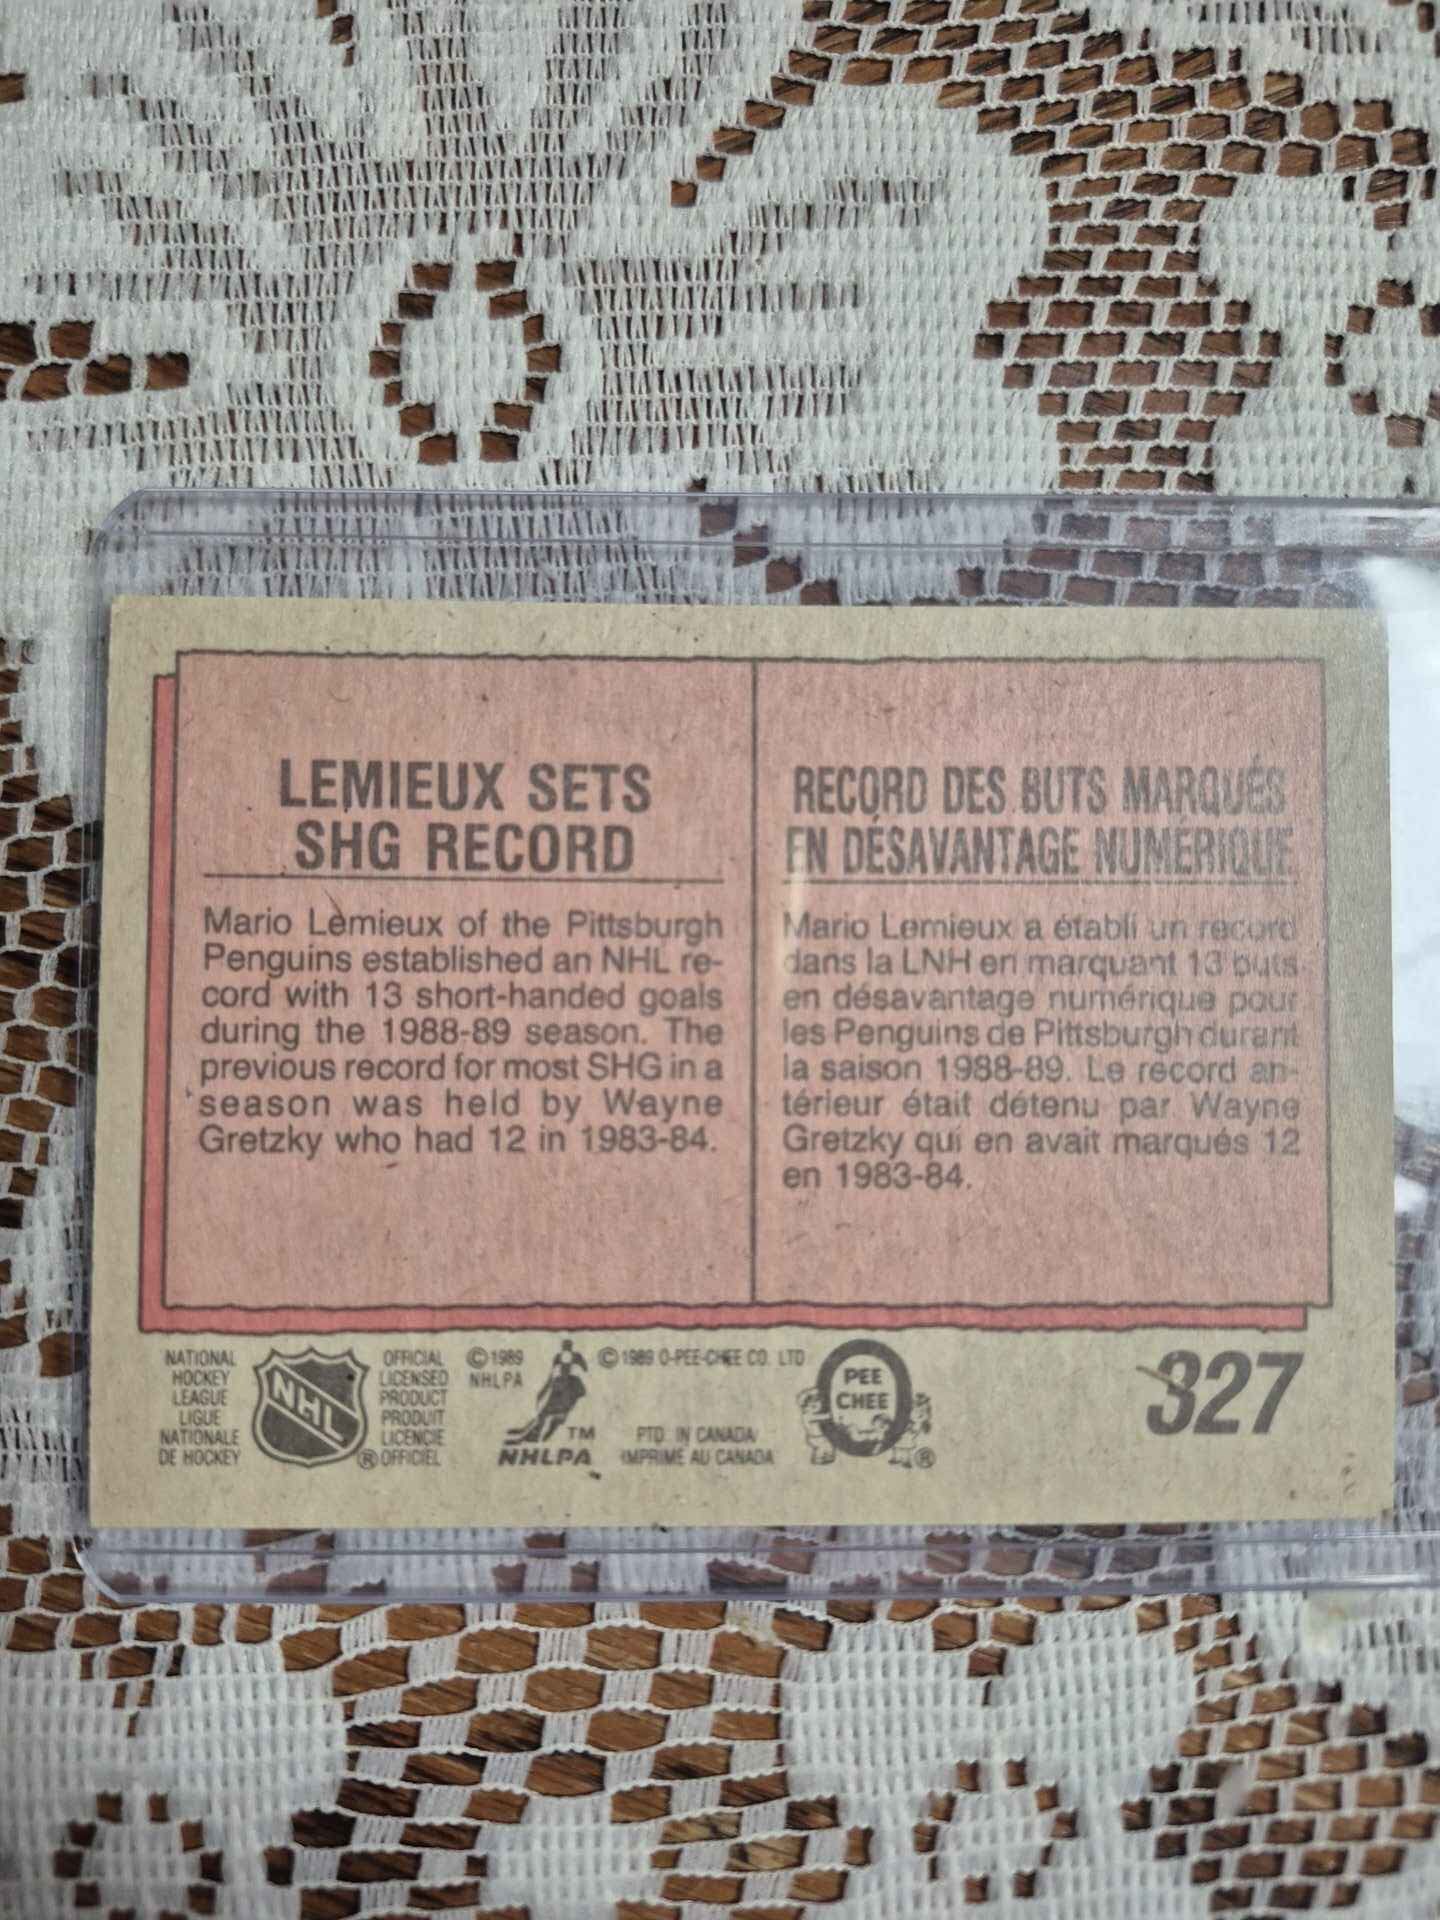 LEMIEUX SETS
SHG RECORD
Mario Lemieux of the Pittsburgh
Penguins established an NHL re-
cord with 13 short-handed goals
during the 1988-89 season. The
previous record for most SHG in a
season was held by Wayne
Gretzky who had 12 in 1983-84.
RECORD DES BUTS MARQUÉS
EN DÉSAVANTAGE NUMÉRIQUE
Mario Lemieux a établi un record
dans la LNH en marquant 13 buts
en désavantage numérique pour
les Penguins de Pittsburgh durant
la saison 1988-89. Le record an-
térieur était détenu par Wayne
Gretzky qui en avait marqués 12
en 1983-84.
NATIONAL
HOCKEY
LEAGUE
LIGUE
NATIONALE
DE HOCKEY
NHL
OFFICIAL
LICENSED
PRODUCT
PRODUIT
LICENCIE
® OFFICIEL
© 1989
NHLPA
TM
NHLPA
© 1989 O-PEE-CHEE CO. LTD
PTD. IN CANADA/
IMPRIMÉ AU CANADA
O
PEE
CHEE
®
327